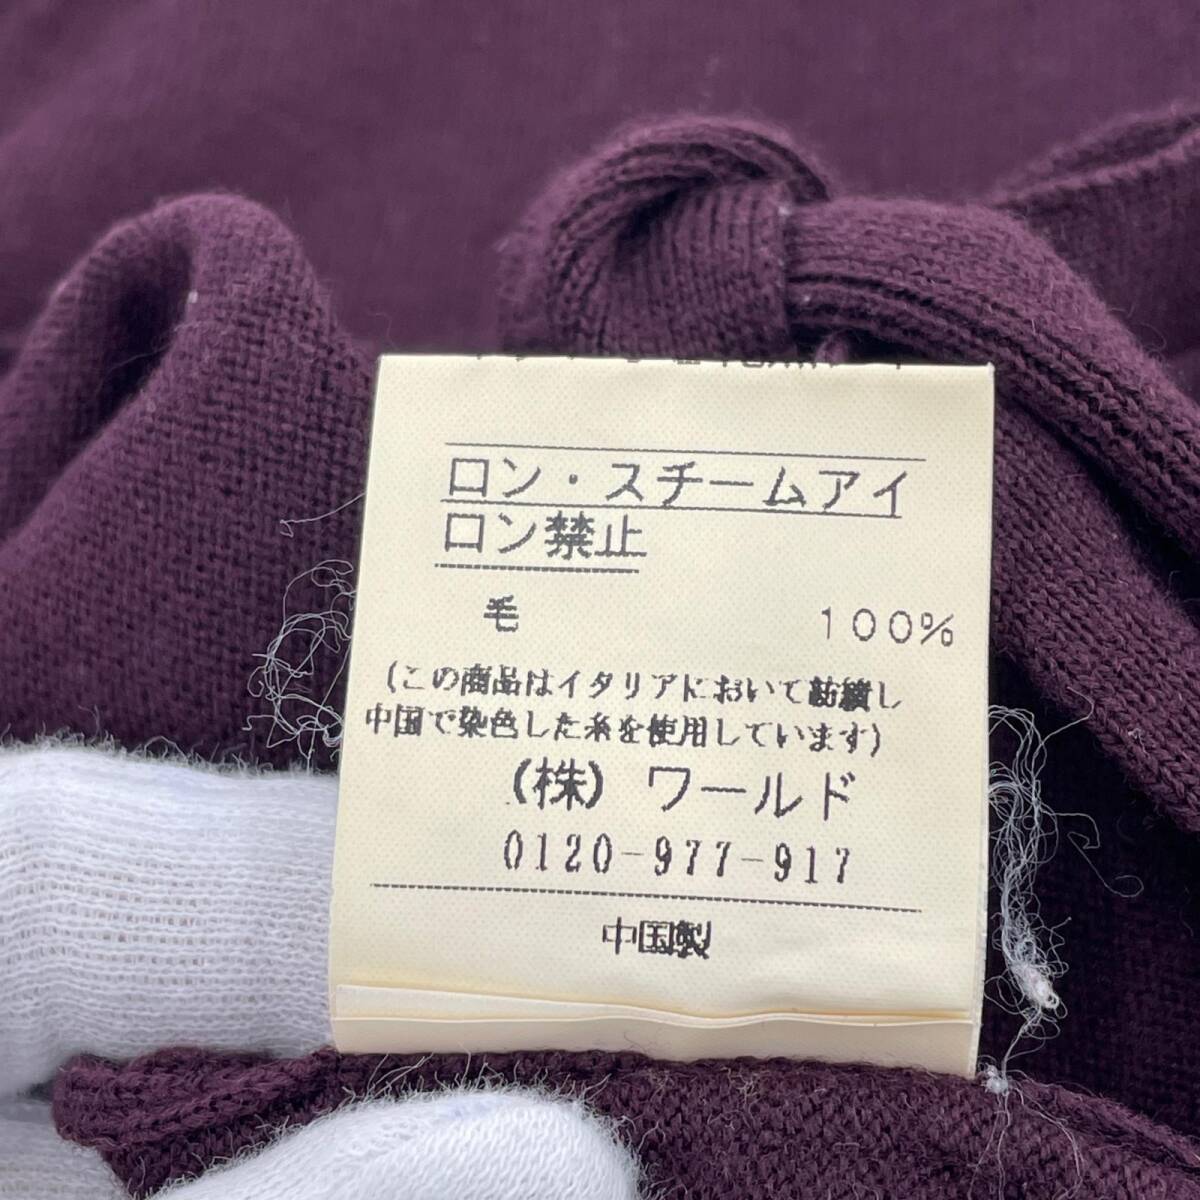 ロン・スチームアイ
ロン禁止
毛 100%
(この商品はイタリアにおいて紡績し
中国で染色した糸を使用しています)
(株) ワールド
0120-977-917
中国製